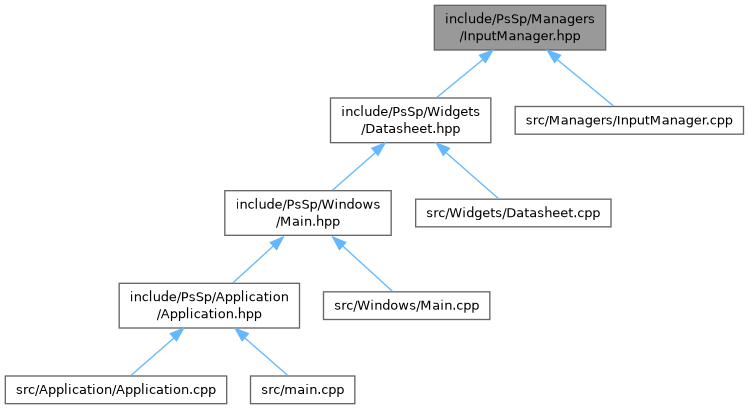 include/PsSp/Managers
/InputManager.hpp
include/PsSp/Widgets
/Datasheet.hpp
src/Managers/InputManager.cpp
include/PsSp/Windows
/Main.hpp
src/Widgets/Datasheet.cpp
include/PsSp/Application
/Application.hpp
src/Windows/Main.cpp
src/Application/Application.cpp
src/main.cpp